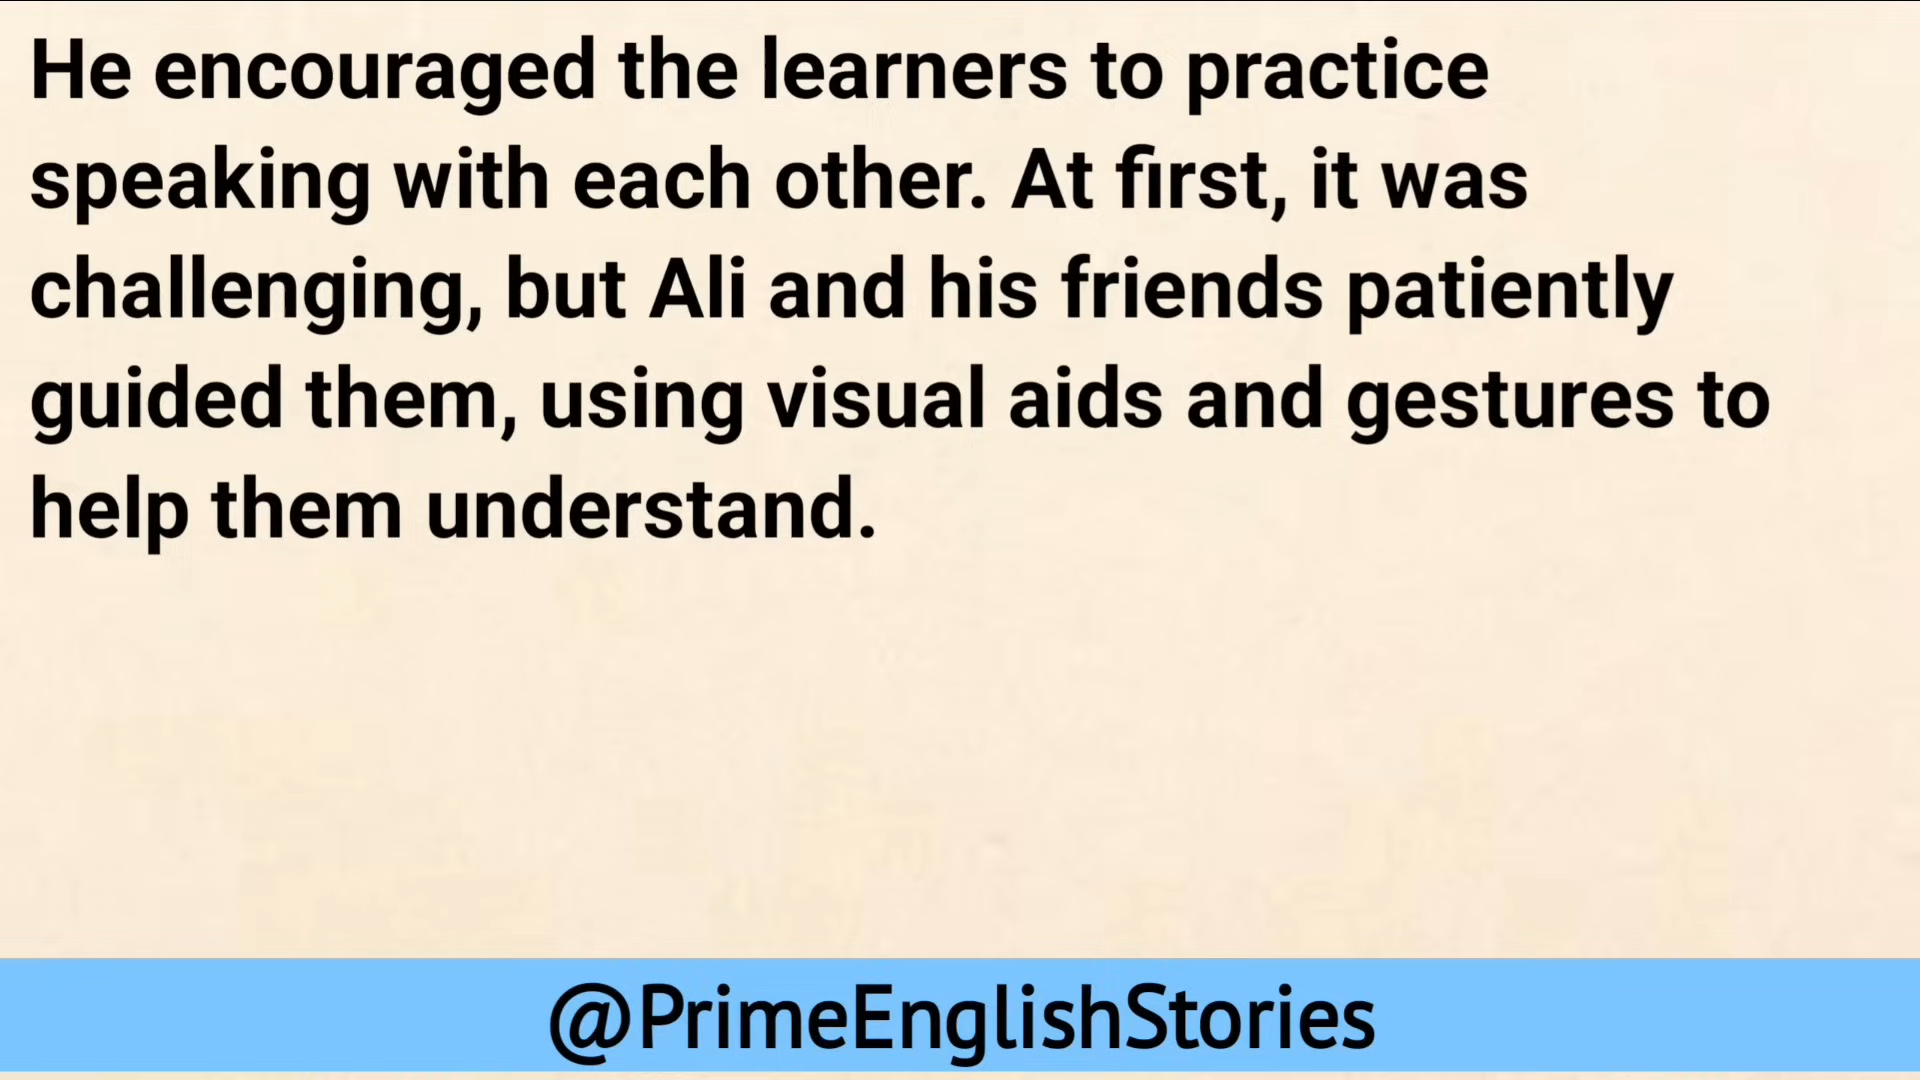 He encouraged the learners to practice
speaking with each other. At first, it was
challenging, but Ali and his friends patiently
guided them, using visual aids and gestures to
help them understand.
@PrimeEnglishStories